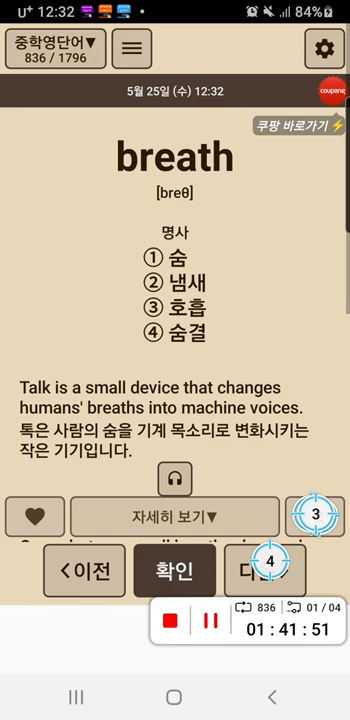 U+ 12:32 84%
중학영단어▼
836 / 1796
5월 25일 (수) 12:32
coupang
쿠팡 바로가기⚡
breath
[breθ]
명사
① 숨
② 냄새
③ 호흡
④ 숨결
Talk is a small device that changes
humans' breaths into machine voices.
톡은 사람의 숨을 기계 목소리로 변화시키는
작은 기기입니다.
자세히 보기▼
3
<이전
확인
4
836
01 / 04
01 : 41 : 51